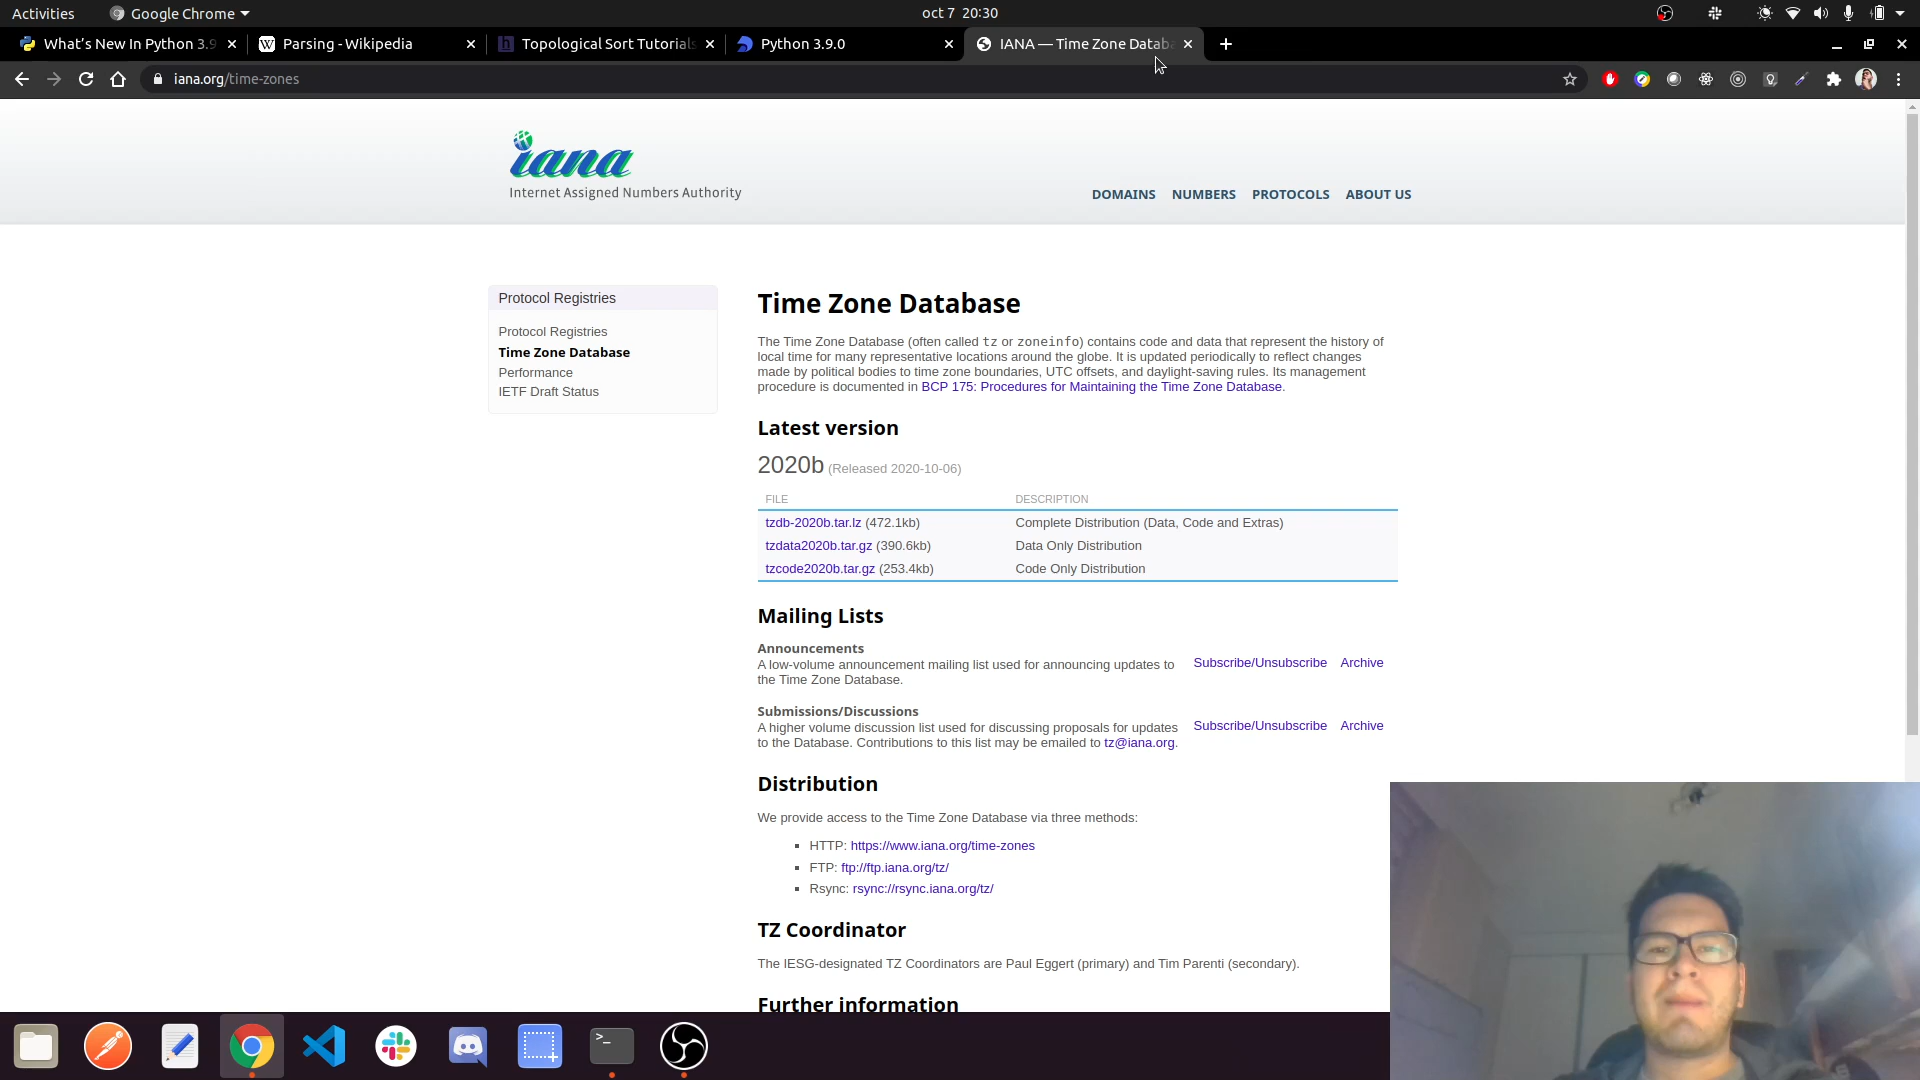 Activities
Google Chrome
oct 7 20:30
What's New In Python 3.9
Parsing - Wikipedia
Topological Sort Tutorials
Python 3.9.0
IANA — Time Zone Databa
iana.org/time-zones
iana
Internet Assigned Numbers Authority
DOMAINS NUMBERS PROTOCOLS ABOUT US
Protocol Registries
Protocol Registries
Time Zone Database
Performance
IETF Draft Status
Time Zone Database
The Time Zone Database (often called tz or zoneinfo) contains code and data that represent the history of
local time for many representative locations around the globe. It is updated periodically to reflect changes
made by political bodies to time zone boundaries, UTC offsets, and daylight-saving rules. Its management
procedure is documented in BCP 175: Procedures for Maintaining the Time Zone Database.
Latest version
2020b (Released 2020-10-06)
FILE DESCRIPTION
tzdb-2020b.tar.lz (472.1kb) Complete Distribution (Data, Code and Extras)
tzdata2020b.tar.gz (390.6kb) Data Only Distribution
tzcode2020b.tar.gz (253.4kb) Code Only Distribution
Mailing Lists
Announcements
A low-volume announcement mailing list used for announcing updates to
the Time Zone Database.
Subscribe/Unsubscribe Archive
Submissions/Discussions
A higher volume discussion list used for discussing proposals for updates
to the Database. Contributions to this list may be emailed to tz@iana.org.
Subscribe/Unsubscribe Archive
Distribution
We provide access to the Time Zone Database via three methods:
HTTP: https://www.iana.org/time-zones
FTP: ftp://ftp.iana.org/tz/
Rsync: rsync://rsync.iana.org/tz/
TZ Coordinator
The IESG-designated TZ Coordinators are Paul Eggert (primary) and Tim Parenti (secondary).
Further information